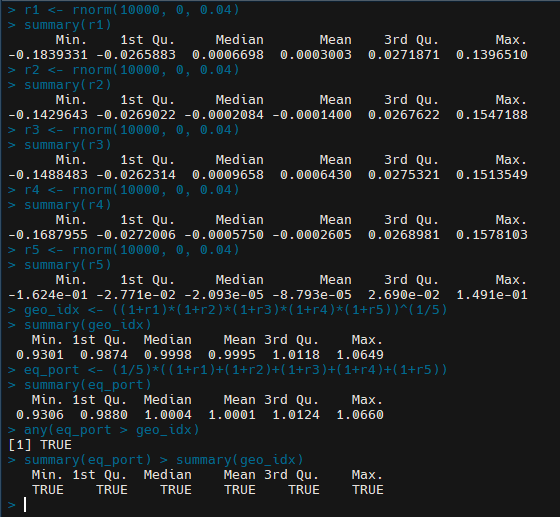 > r1 <- rnorm(10000, 0, 0.04)
> summary(r1)
Min. 1st Qu. Median Mean 3rd Qu. Max.
-0.1839331 -0.0265883 0.0006698 0.0003003 0.0271871 0.1396510
> r2 <- rnorm(10000, 0, 0.04)
> summary(r2)
Min. 1st Qu. Median Mean 3rd Qu. Max.
-0.1429643 -0.0269022 -0.0002084 -0.0001400 0.0267622 0.1547188
> r3 <- rnorm(10000, 0, 0.04)
> summary(r3)
Min. 1st Qu. Median Mean 3rd Qu. Max.
-0.1488483 -0.0262314 0.0009658 0.0006430 0.0275321 0.1513549
> r4 <- rnorm(10000, 0, 0.04)
> summary(r4)
Min. 1st Qu. Median Mean 3rd Qu. Max.
-0.1687955 -0.0272006 -0.0005750 -0.0002605 0.0268981 0.1578103
> r5 <- rnorm(10000, 0, 0.04)
> summary(r5)
Min. 1st Qu. Median Mean 3rd Qu. Max.
-1.624e-01 -2.771e-02 -2.093e-05 -8.793e-05 2.690e-02 1.491e-01
> geo_idx <- ((1+r1)*(1+r2)*(1+r3)*(1+r4)*(1+r5))^(1/5)
> summary(geo_idx)
Min. 1st Qu. Median Mean 3rd Qu. Max.
0.9301 0.9874 0.9998 0.9995 1.0118 1.0649
> eq_port <- (1/5)*((1+r1)+(1+r2)+(1+r3)+(1+r4)+(1+r5))
> summary(eq_port)
Min. 1st Qu. Median Mean 3rd Qu. Max.
0.9306 0.9880 1.0004 1.0001 1.0124 1.0660
> any(eq_port > geo_idx)
[1] TRUE
> summary(eq_port) > summary(geo_idx)
Min. 1st Qu. Median Mean 3rd Qu. Max.
TRUE TRUE TRUE TRUE TRUE TRUE
>